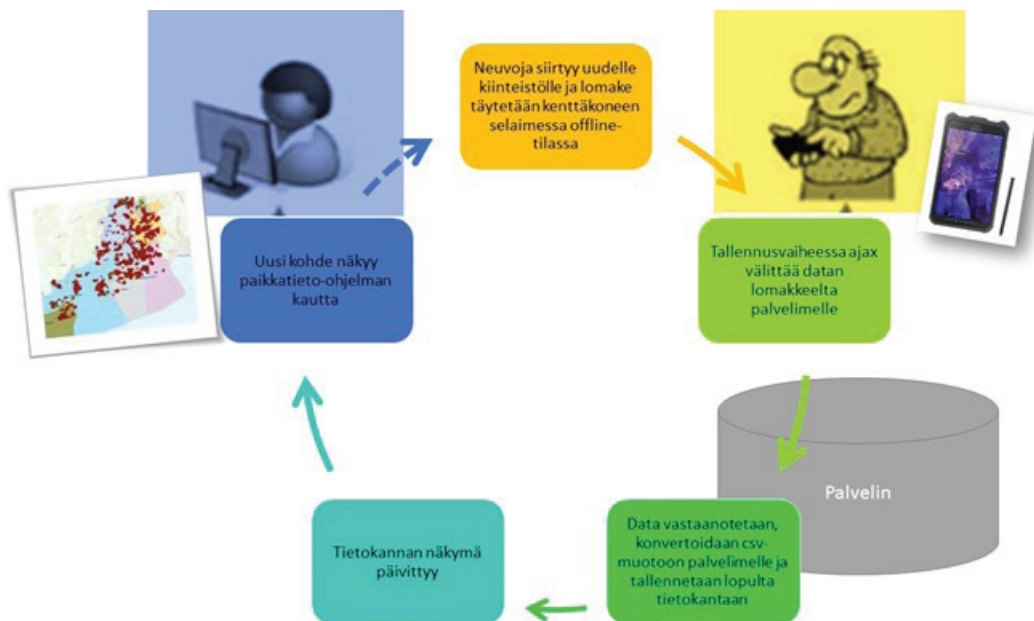 Neuvoja siirtyy uudelle
kiinteistölle ja lomake
täytetään kenttäkoneen
selaimessa offline-
tilassa
Uusi kohde näkyy
paikkatieto-ohjelman
kautta
Tallennusvaiheessa ajax
välittää datan
lomakkeelta
palvelimelle
Palvelin
Data vastaanotetaan,
konvertoidaan csv-
muotoon palvelimelle ja
tallennetaan lopulta
tietokantaan
Tietokannan näkymä
päivittyy